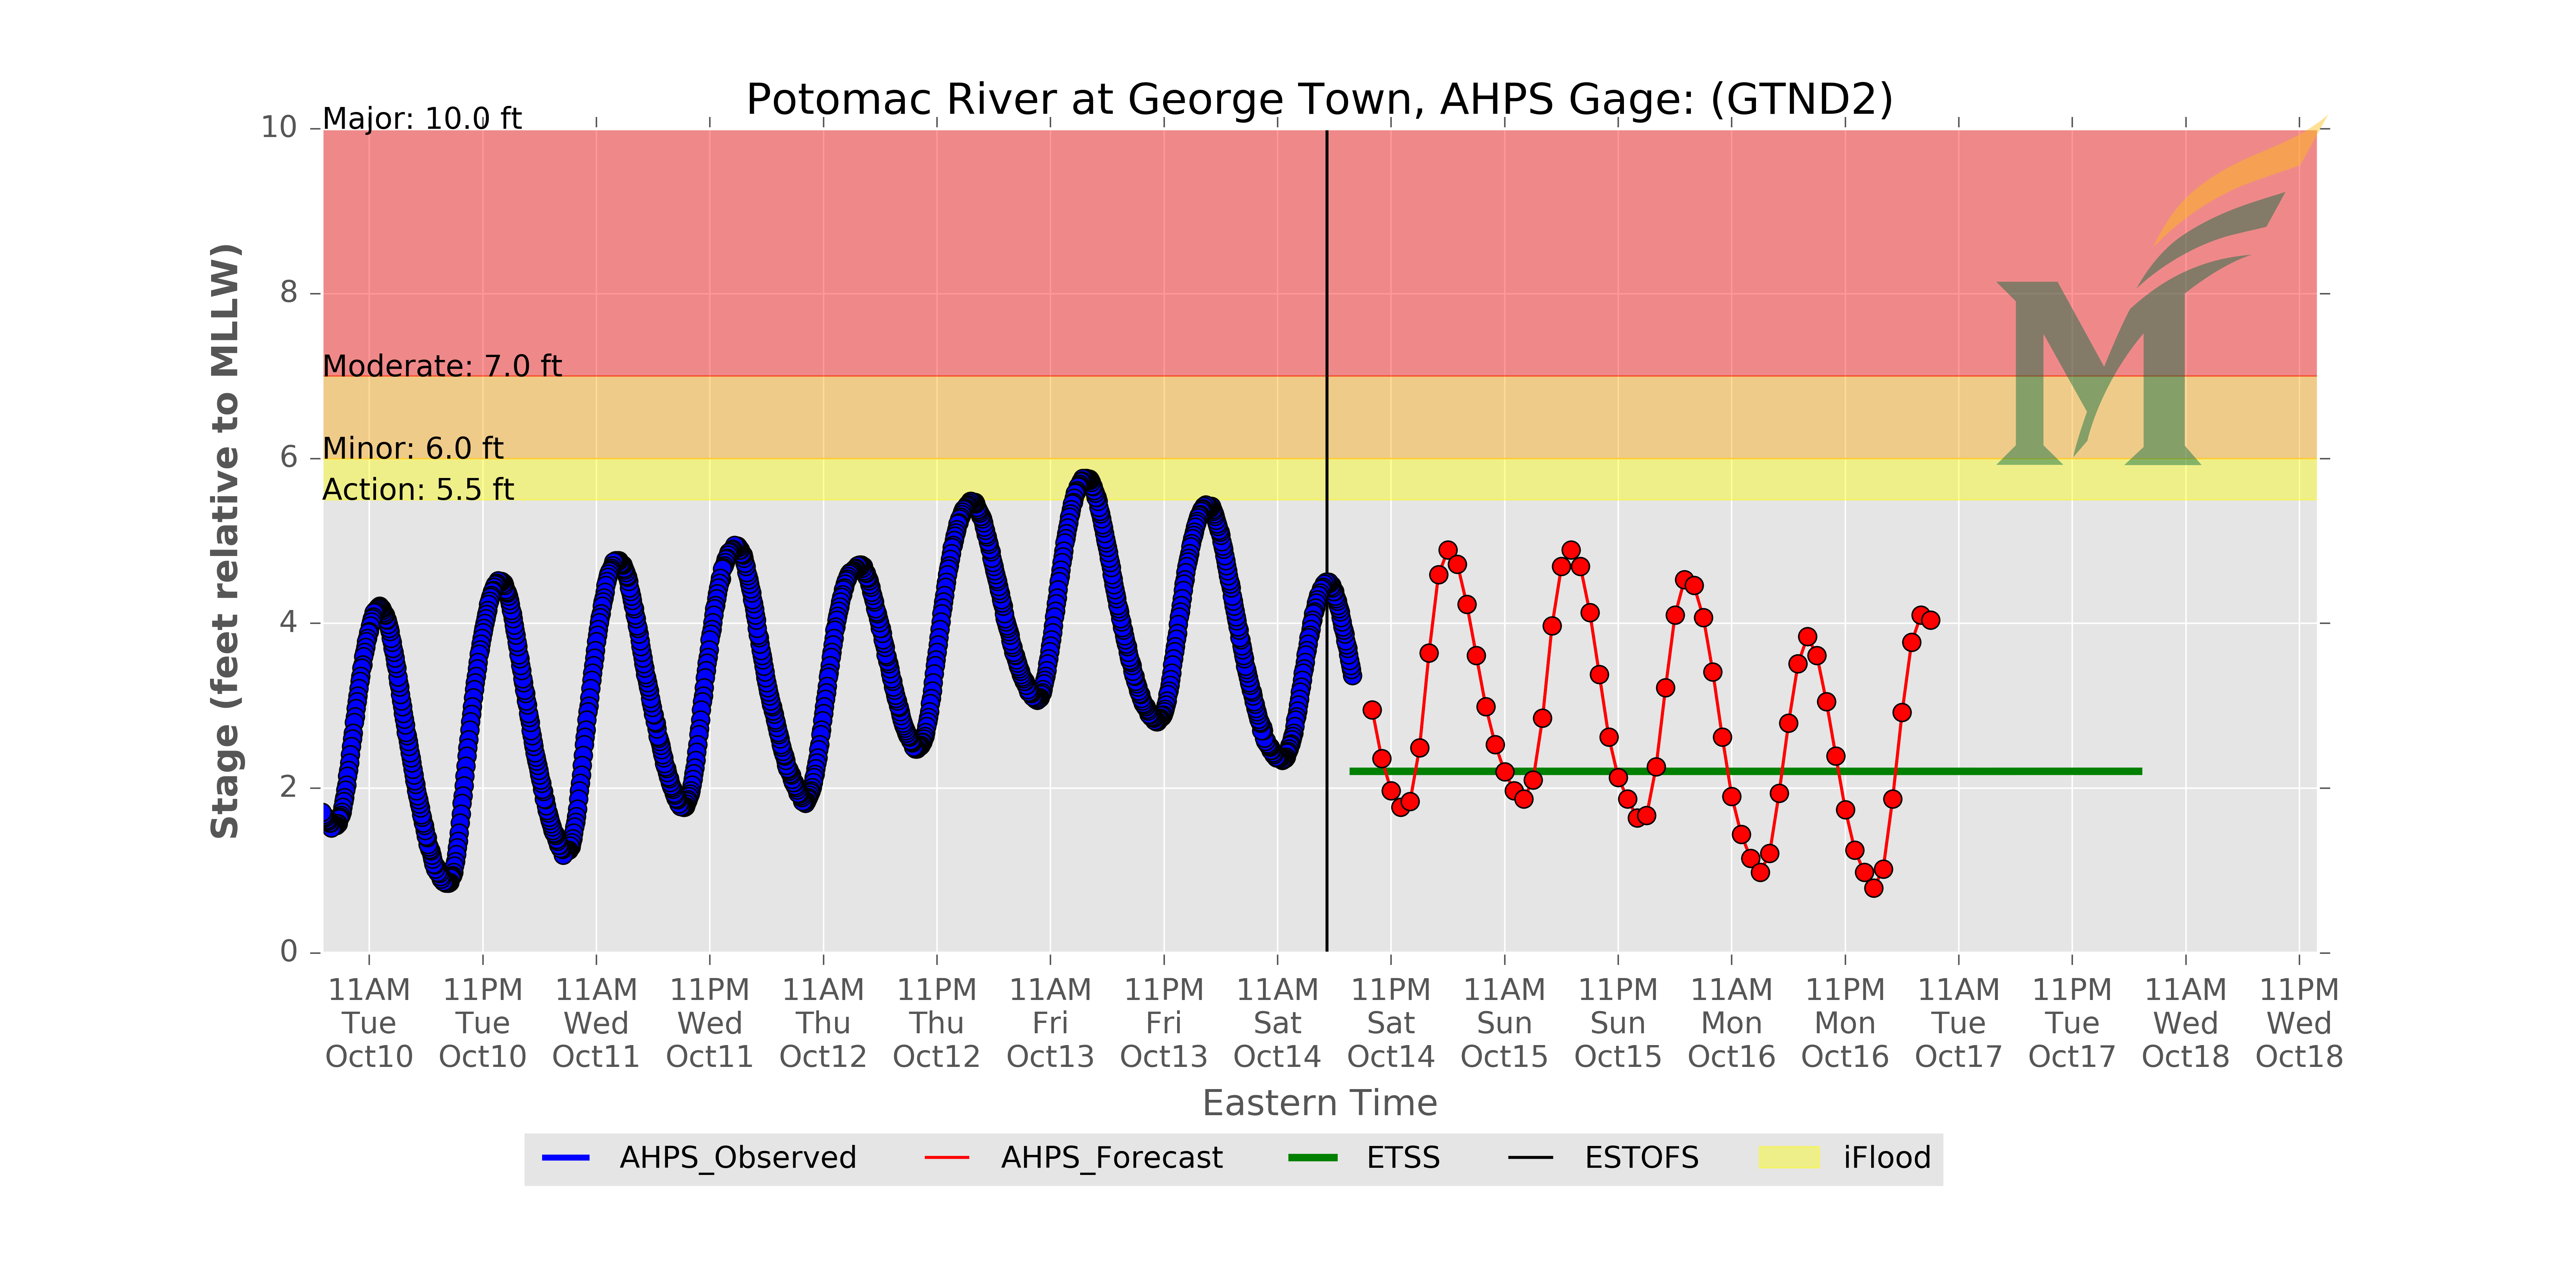 Potomac River at George Town, AHPS Gage: (GTND2)
Major: 10.0 ft
Moderate: 7.0 ft
Minor: 6.0 ft
Action: 5.5 ft
10
8
6
4
2
0
Stage (feet relative to MLLW)
M
11AM 11PM 11AM 11PM 11AM 11PM 11AM 11PM 11AM 11PM 11AM 11PM 11AM 11PM 11AM 11PM 11AM 11PM
Tue Tue Wed Wed Thu Thu Fri Fri Sat Sat Sun Sun Mon Mon Tue Tue Wed Wed
Oct10 Oct10 Oct11 Oct11 Oct12 Oct12 Oct13 Oct13 Oct14 Oct14 Oct15 Oct15 Oct16 Oct16 Oct17 Oct17 Oct18 Oct18
Eastern Time
AHPS_Observed AHPS_Forecast ETSS ESTOFS iFlood